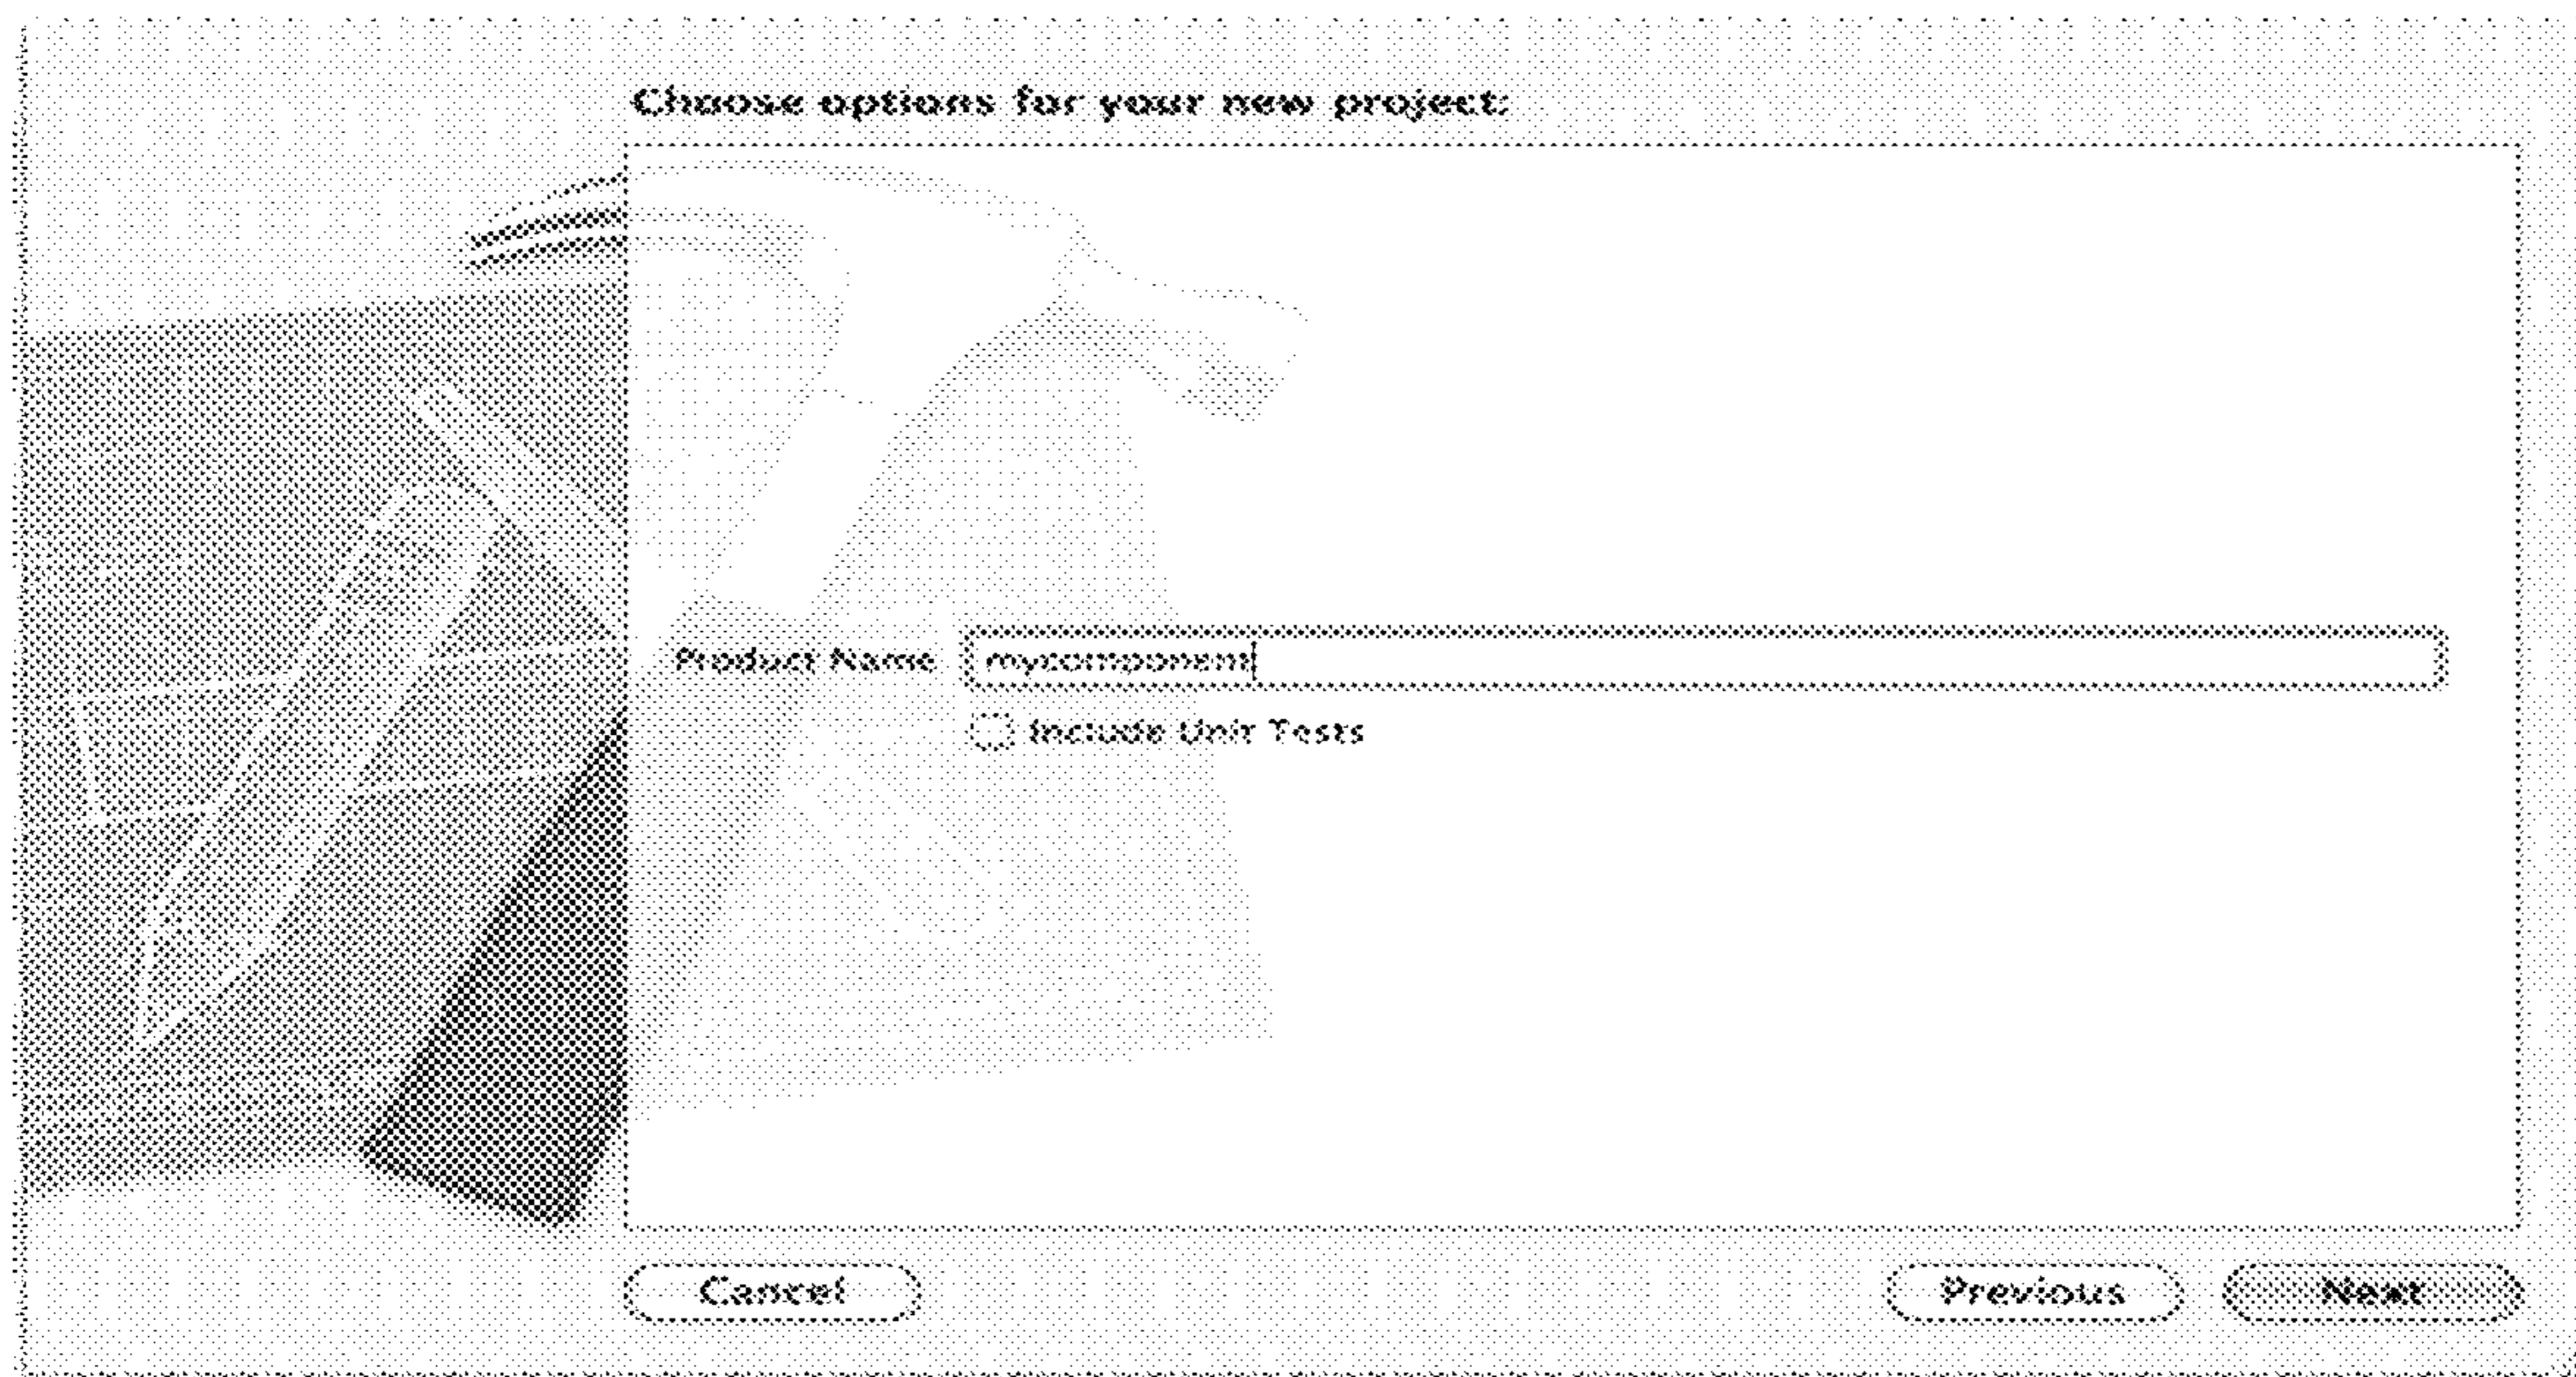 Choose options for your new project:
Product Name mycomponent
Include Unit Tests
Cancel Previous Next